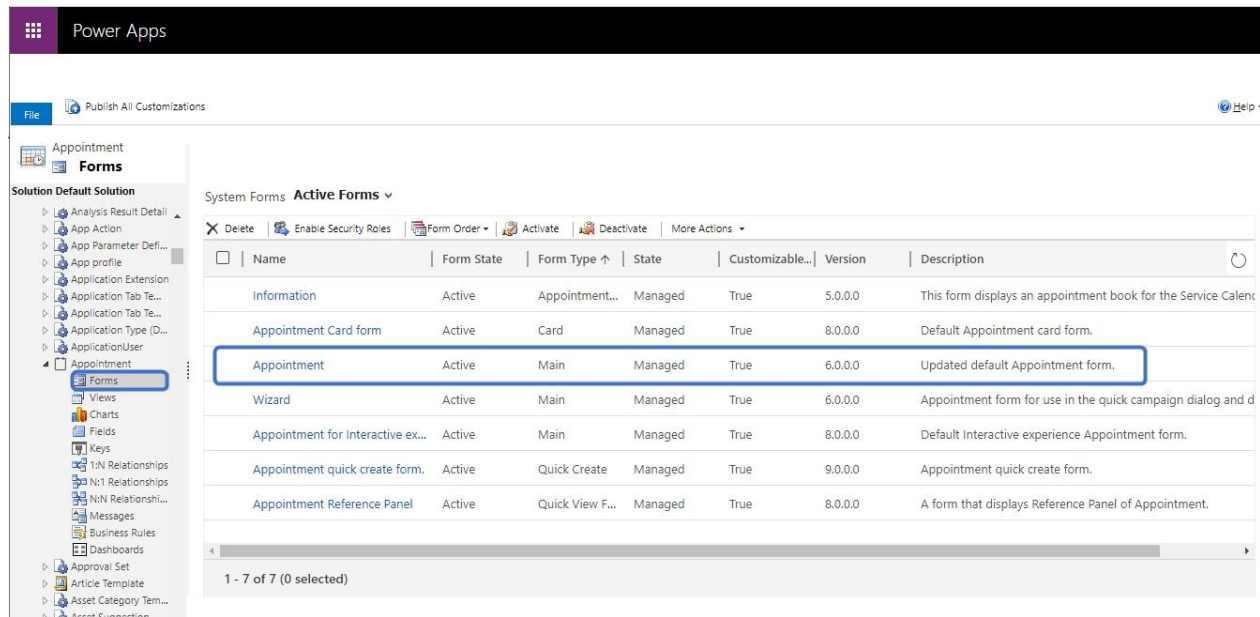 Power Apps
File
Publish All Customizations
Help
Appointment
Forms
Solution Default Solution
Analysis Result Detail
App Action
App Parameter Defi...
App profile
Application Extension
Application Tab Te...
Application Tab Te...
Application Type (D...
ApplicationUser
Appointment
Forms
Views
Charts
Fields
Keys
1:N Relationships
N:1 Relationships
N:N Relationshi...
Messages
Business Rules
Dashboards
Approval Set
Article Template
Asset Category Tem...
Asset Suggestion
System Forms Active Forms
Delete Enable Security Roles Form Order Activate Deactivate More Actions
Name Form State Form Type ↑ State Customizable... Version Description
Information Active Appointment... Managed True 5.0.0.0 This form displays an appointment book for the Service Calend
Appointment Card form Active Card Managed True 8.0.0.0 Default Appointment card form.
Appointment Active Main Managed True 6.0.0.0 Updated default Appointment form.
Wizard Active Main Managed True 6.0.0.0 Appointment form for use in the quick campaign dialog and d
Appointment for Interactive ex... Active Main Managed True 8.0.0.0 Default Interactive experience Appointment form.
Appointment quick create form. Active Quick Create Managed True 9.0.0.0 Appointment quick create form.
Appointment Reference Panel Active Quick View F... Managed True 8.0.0.0 A form that displays Reference Panel of Appointment.
1 - 7 of 7 (0 selected)